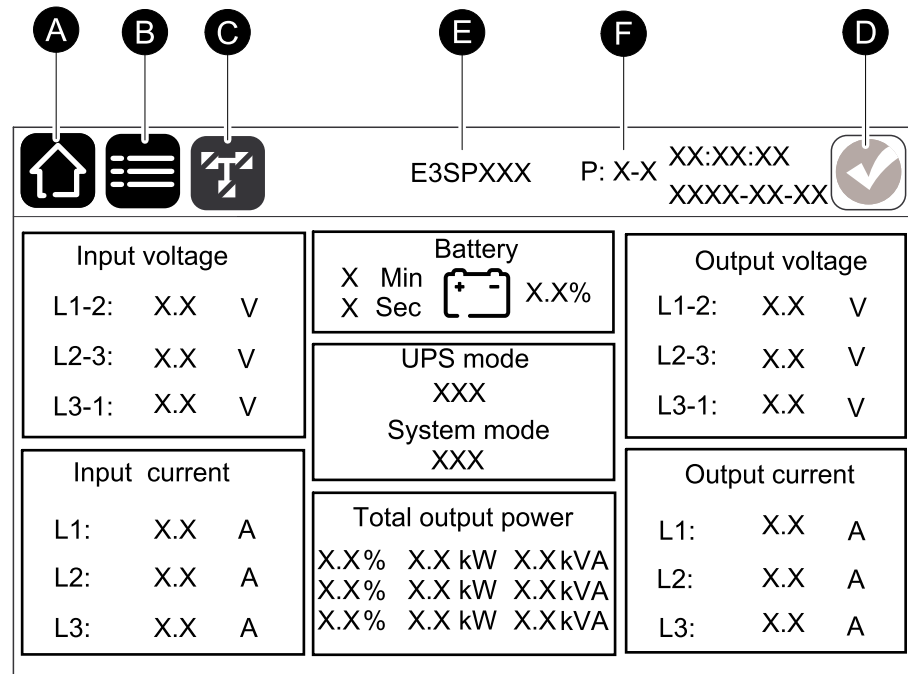 A B C E F D
E3SPXXX P: X-X XX:XX:XX
XXXX-XX-XX
Input voltage
L1-2: X.X V
L2-3: X.X V
L3-1: X.X V
Battery
X Min
X Sec
+ - X.X%
Output voltage
L1-2: X.X V
L2-3: X.X V
L3-1: X.X V
UPS mode
XXX
System mode
XXX
Input current
L1: X.X A
L2: X.X A
L3: X.X A
Total output power
X.X% X.X kW X.X kVA
X.X% X.X kW X.X kVA
X.X% X.X kW X.X kVA
Output current
L1: X.X A
L2: X.X A
L3: X.X A